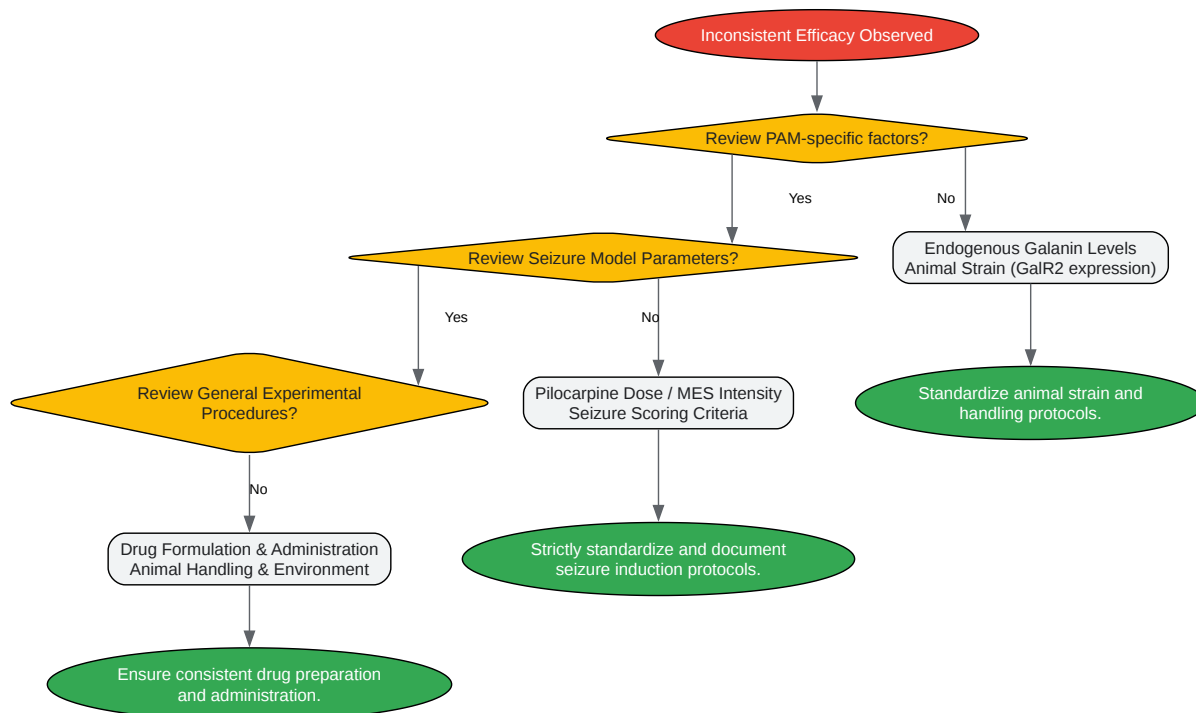 Inconsistent Efficacy Observed
Review PAM-specific factors?
Yes
No
Review Seizure Model Parameters?
Endogenous Galanin Levels
Animal Strain (GalR2 expression)
Yes
No
Review General Experimental
Procedures?
Pilocarpine Dose / MES Intensity
Seizure Scoring Criteria
Standardize animal strain and
handling protocols.
No
Drug Formulation & Administration
Animal Handling & Environment
Strictly standardize and document
seizure induction protocols.
Ensure consistent drug preparation
and administration.